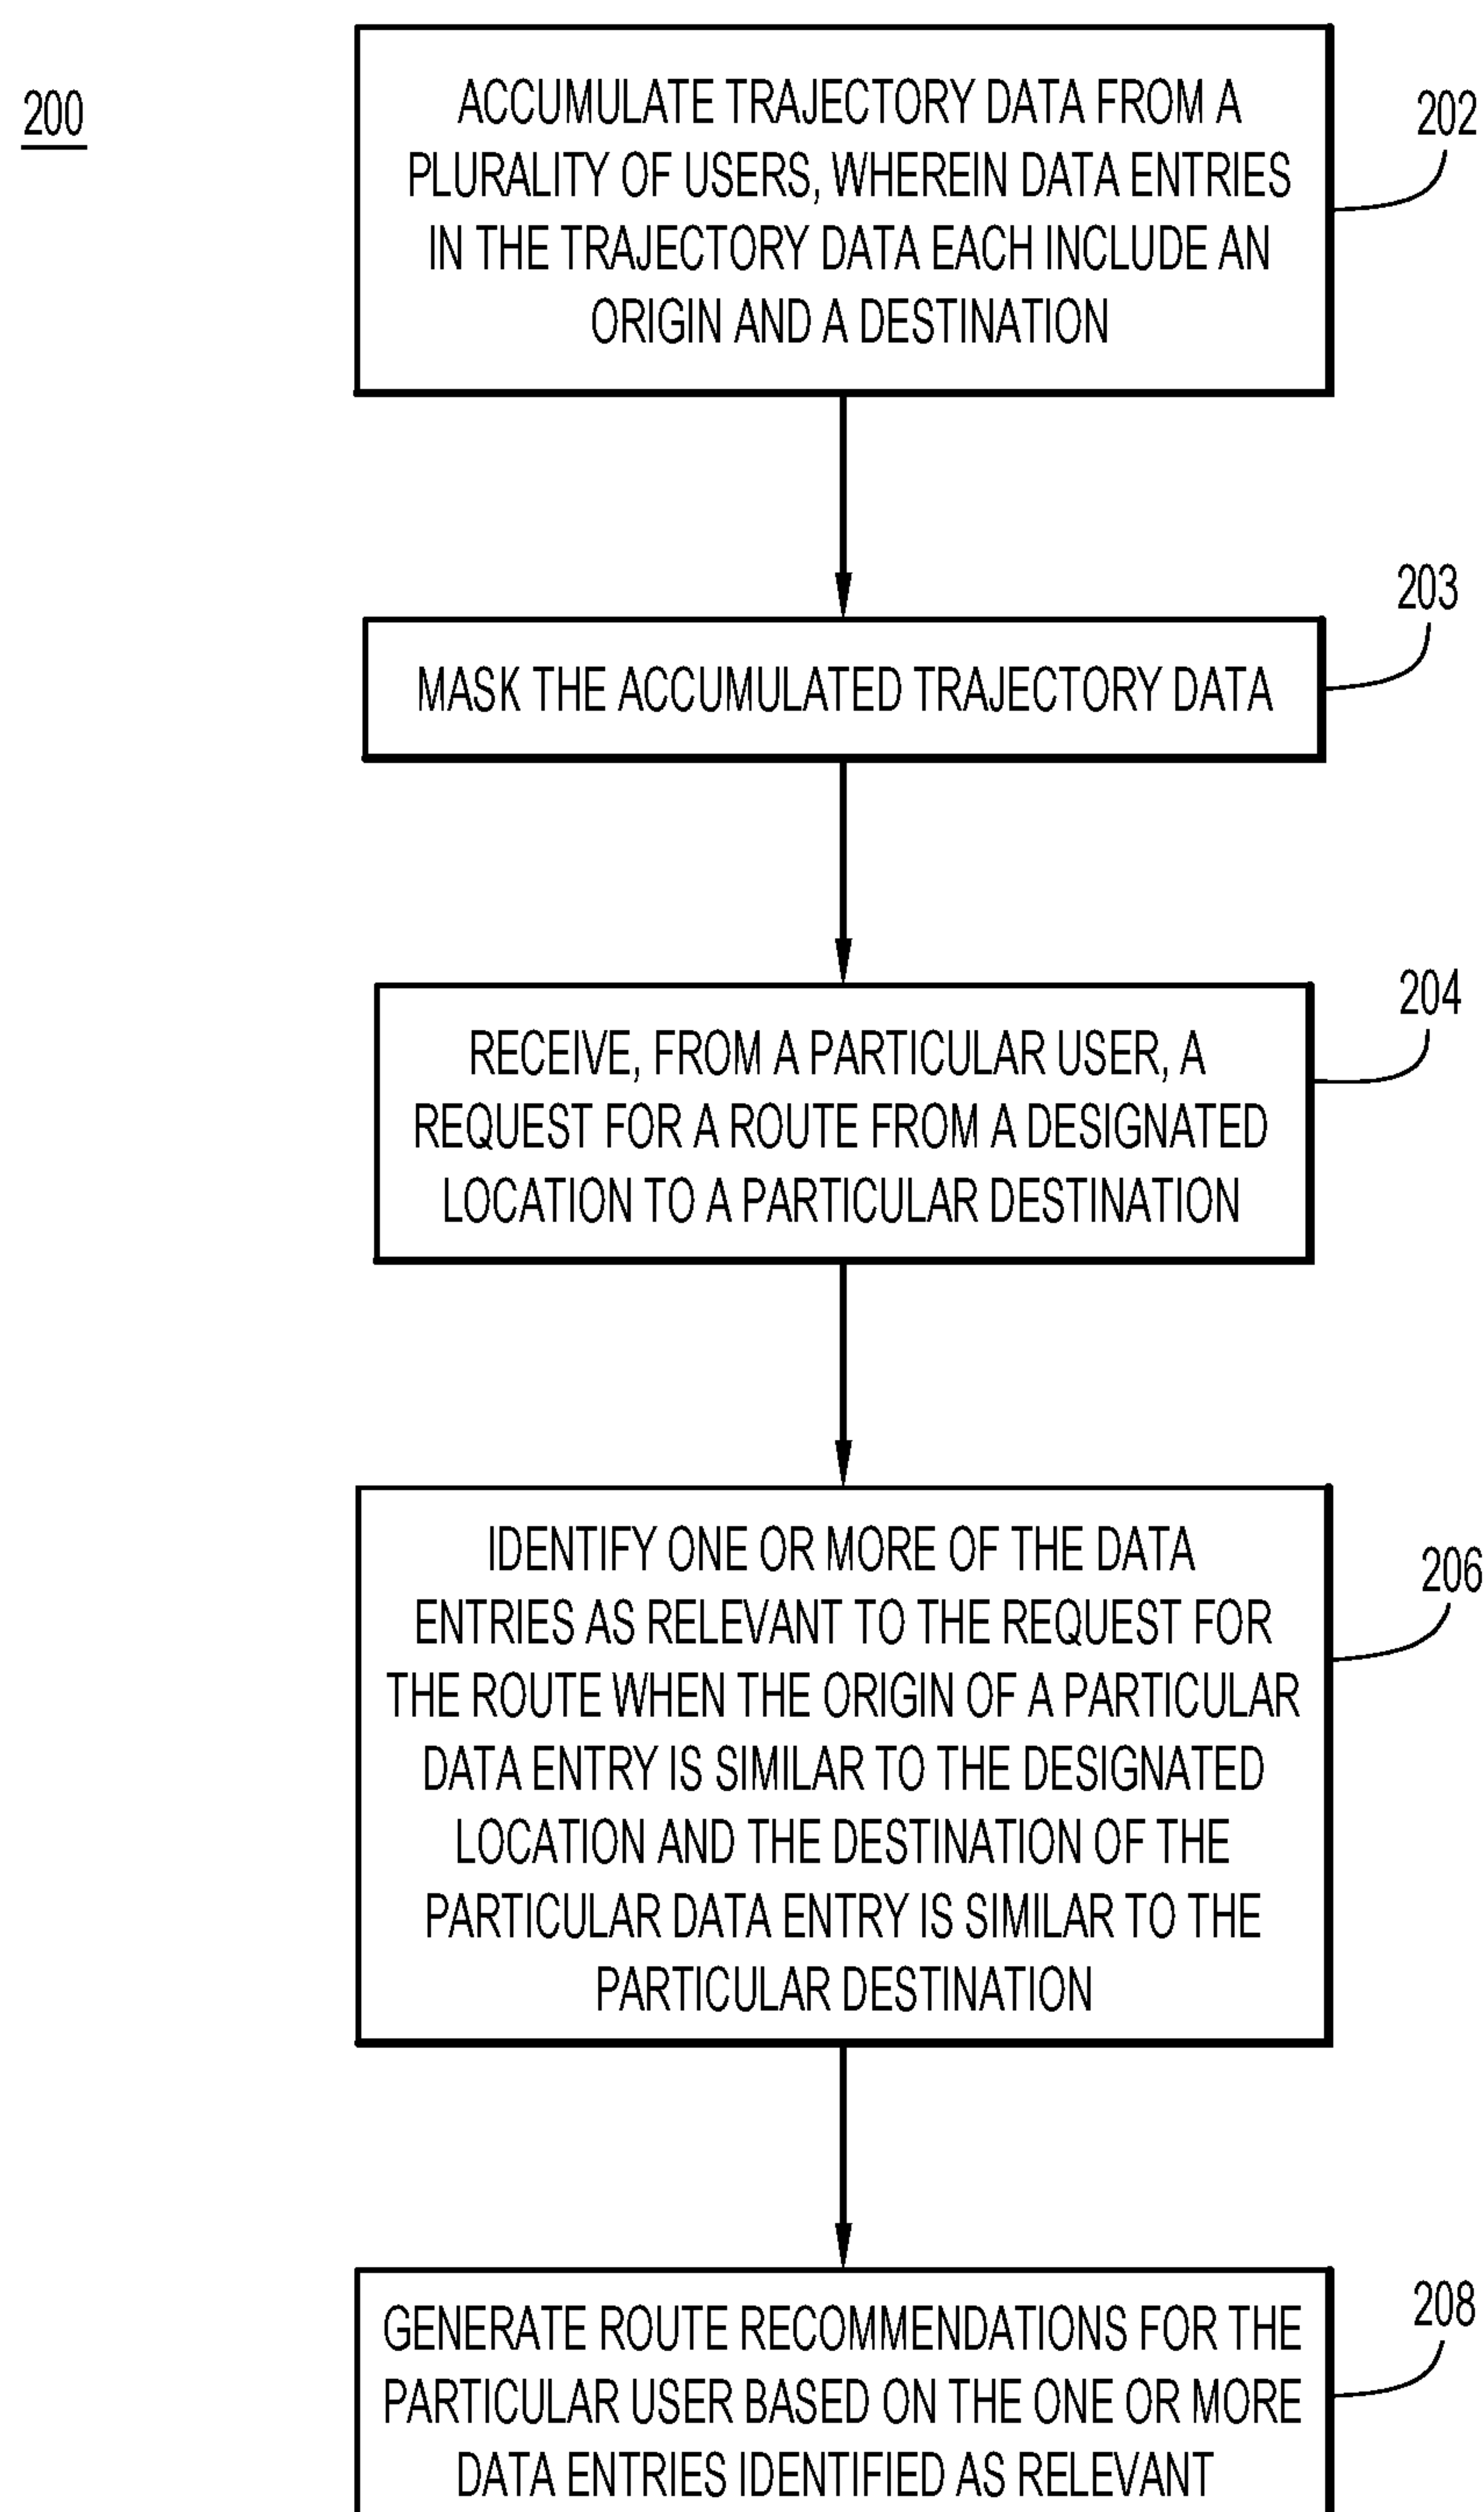 200
ACCUMULATE TRAJECTORY DATA FROM A
PLURALITY OF USERS, WHEREIN DATA ENTRIES
IN THE TRAJECTORY DATA EACH INCLUDE AN
ORIGIN AND A DESTINATION
202
203
MASK THE ACCUMULATED TRAJECTORY DATA
204
RECEIVE, FROM A PARTICULAR USER, A
REQUEST FOR A ROUTE FROM A DESIGNATED
LOCATION TO A PARTICULAR DESTINATION
206
IDENTIFY ONE OR MORE OF THE DATA
ENTRIES AS RELEVANT TO THE REQUEST FOR
THE ROUTE WHEN THE ORIGIN OF A PARTICULAR
DATA ENTRY IS SIMILAR TO THE DESIGNATED
LOCATION AND THE DESTINATION OF THE
PARTICULAR DATA ENTRY IS SIMILAR TO THE
PARTICULAR DESTINATION
208
GENERATE ROUTE RECOMMENDATIONS FOR THE
PARTICULAR USER BASED ON THE ONE OR MORE
DATA ENTRIES IDENTIFIED AS RELEVANT